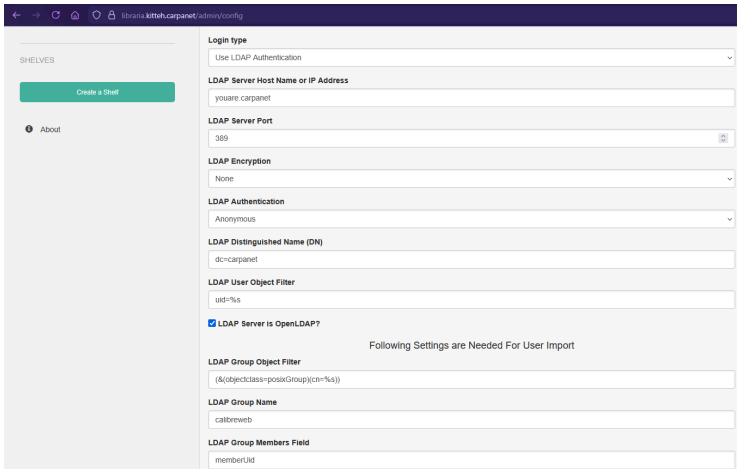 libraria.kitteh.carpanet/admin/config
Login type
Use LDAP Authentication
SHELVES
Create a Shelf
About
LDAP Server Host Name or IP Address
youare.carpanet
LDAP Server Port
389
LDAP Encryption
None
LDAP Authentication
Anonymous
LDAP Distinguished Name (DN)
dc=carpanet
LDAP User Object Filter
uid=%s
LDAP Server is OpenLDAP?
Following Settings are Needed For User Import
LDAP Group Object Filter
(&(objectclass=posixGroup)(cn=%s))
LDAP Group Name
calibreweb
LDAP Group Members Field
memberUid